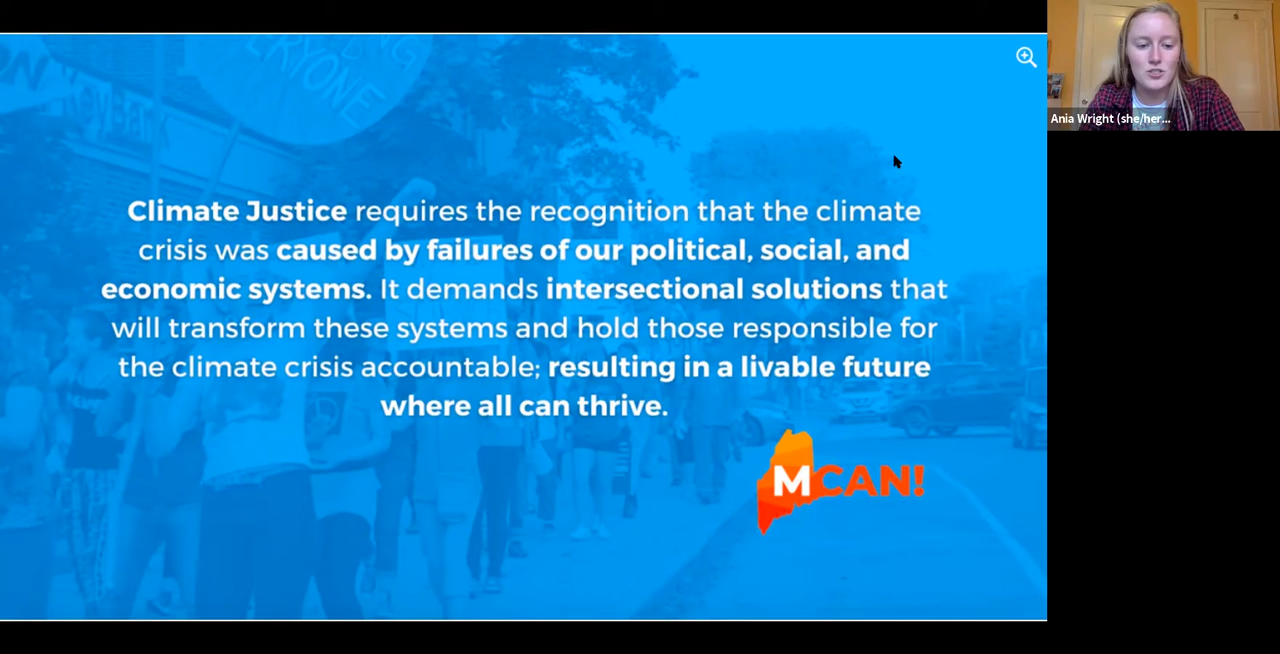 EVERYONE
Climate Justice requires the recognition that the climate
crisis was caused by failures of our political, social, and
economic systems. It demands intersectional solutions that
will transform these systems and hold those responsible for
the climate crisis accountable; resulting in a livable future
where all can thrive.
MCAN!
Ania Wright (she/her...